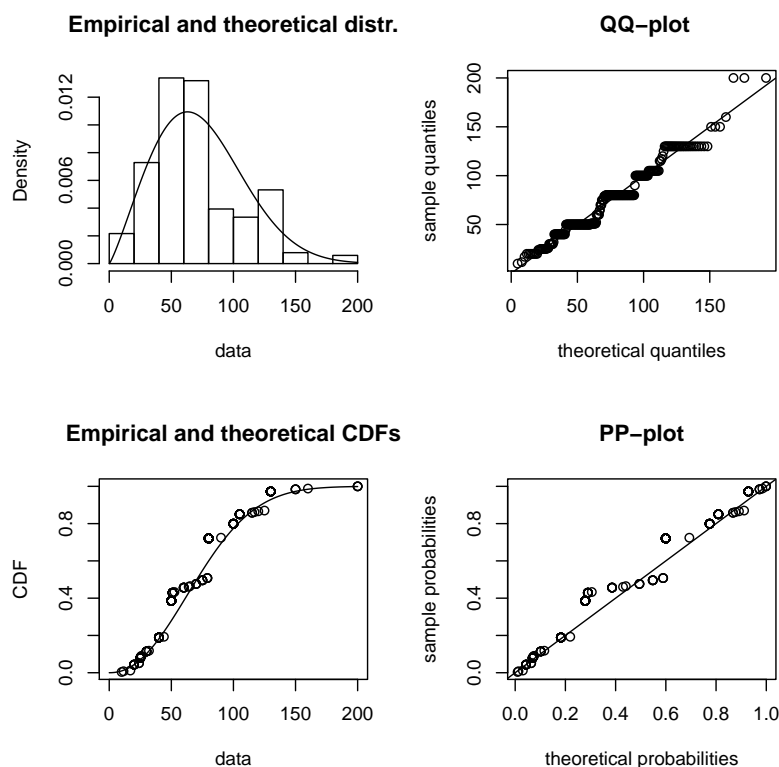 Empirical and theoretical distr.
Density
0.000
0.006
0.012
0
50
100
150
200
data
QQ−plot
sample quantiles
50
100
150
200
0
50
100
150
theoretical quantiles
Empirical and theoretical CDFs
CDF
0.0
0.4
0.8
0
50
100
150
200
data
PP−plot
sample probabilities
0.0
0.4
0.8
0.0
0.2
0.4
0.6
0.8
1.0
theoretical probabilities